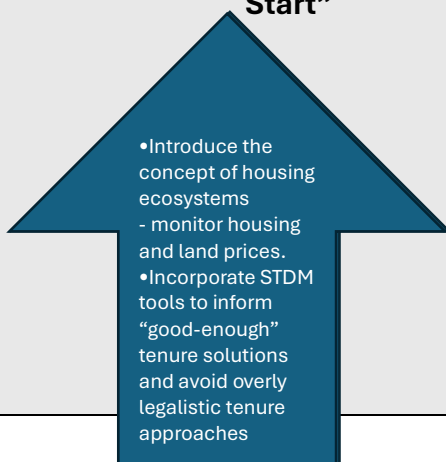 Start”
•Introduce the
concept of housing
ecosystems
- monitor housing
and land prices.
•Incorporate STDM
tools to inform
“good-enough”
tenure solutions
and avoid overly
legalistic tenure
approaches